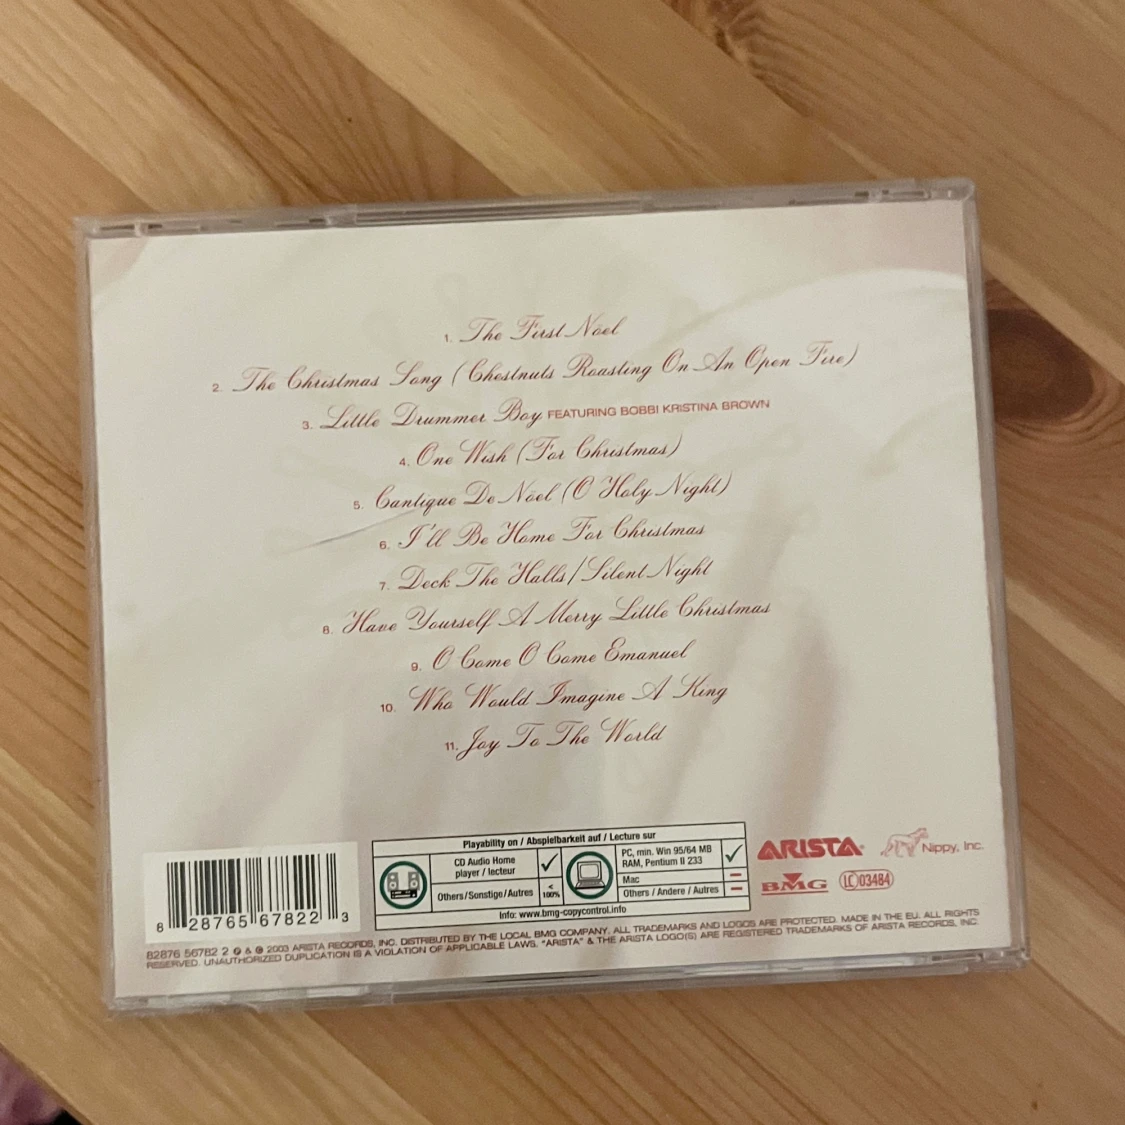 1. The First Noel
2. The Christmas Song (Chestnuts Roasting On An Open Fire)
3. Little Drummer Boy FEATURING BOBBI KRISTINA BROWN
4. One Wish (For Christmas)
5. Cantique De Noel (O Holy Night)
6. I'll Be Home For Christmas
7. Deck The Halls/Silent Night
8. Have Yourself A Merry Little Christmas
9. O Come O Come Emanuel
10. Who Would Imagine A King
11. Joy To The World
Playability on / Abspielbarkeit auf / Lecture sur
CD Audio Home
player / lecteur
Others/Sonstige/Autres
< 100%
PC, min. Win 95/64 MB
RAM, Pentium II 233
Mac
Others / Andere / Autres
Info: www.bmg-copycontrol.info
ARISTA
Nippy, Inc.
BMG
LC 03484
8 28765 67822 3
82876 56782 2 ℗ & © 2003 ARISTA RECORDS, INC. DISTRIBUTED BY THE LOCAL BMG COMPANY. ALL TRADEMARKS AND LOGOS ARE PROTECTED. MADE IN THE EU. ALL RIGHTS
RESERVED. UNAUTHORIZED DUPLICATION IS A VIOLATION OF APPLICABLE LAWS. "ARISTA" & THE ARISTA LOGO(S) ARE REGISTERED TRADEMARKS OF ARISTA RECORDS, INC.